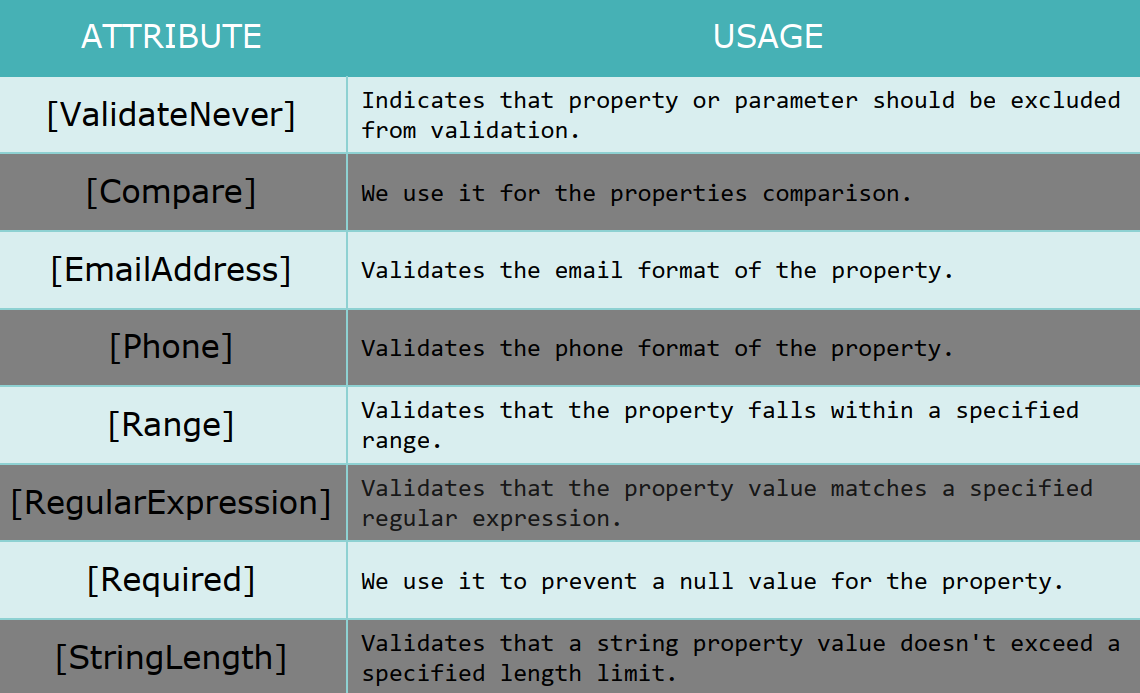 ATTRIBUTE USAGE
[ValidateNever]
Indicates that property or parameter should be excluded
from validation.
[Compare]
We use it for the properties comparison.
[EmailAddress]
Validates the email format of the property.
[Phone]
Validates the phone format of the property.
[Range]
Validates that the property falls within a specified
range.
[RegularExpression]
Validates that the property value matches a specified
regular expression.
[Required]
We use it to prevent a null value for the property.
[StringLength]
Validates that a string property value doesn't exceed a
specified length limit.